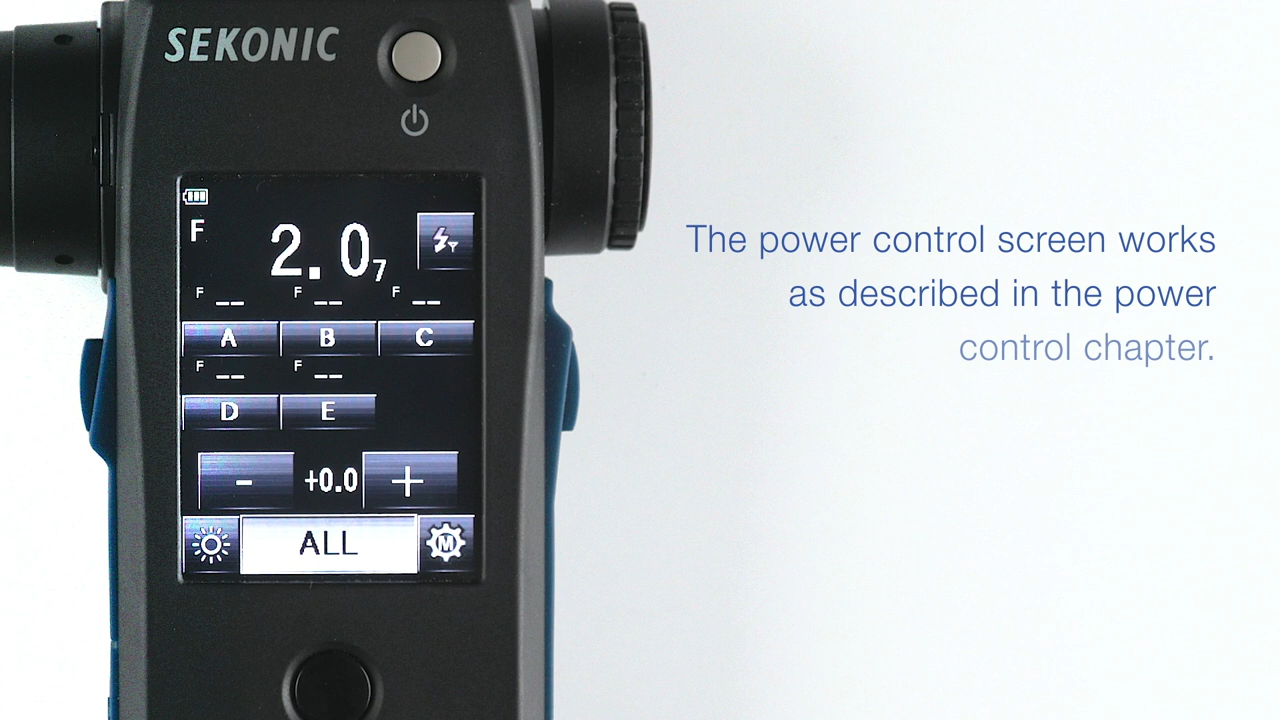 SEKONIC
F 2.0 7
F -- F -- F --
A B C
F -- F --
D E
- +0.0 +
ALL M
The power control screen works
as described in the power
control chapter.